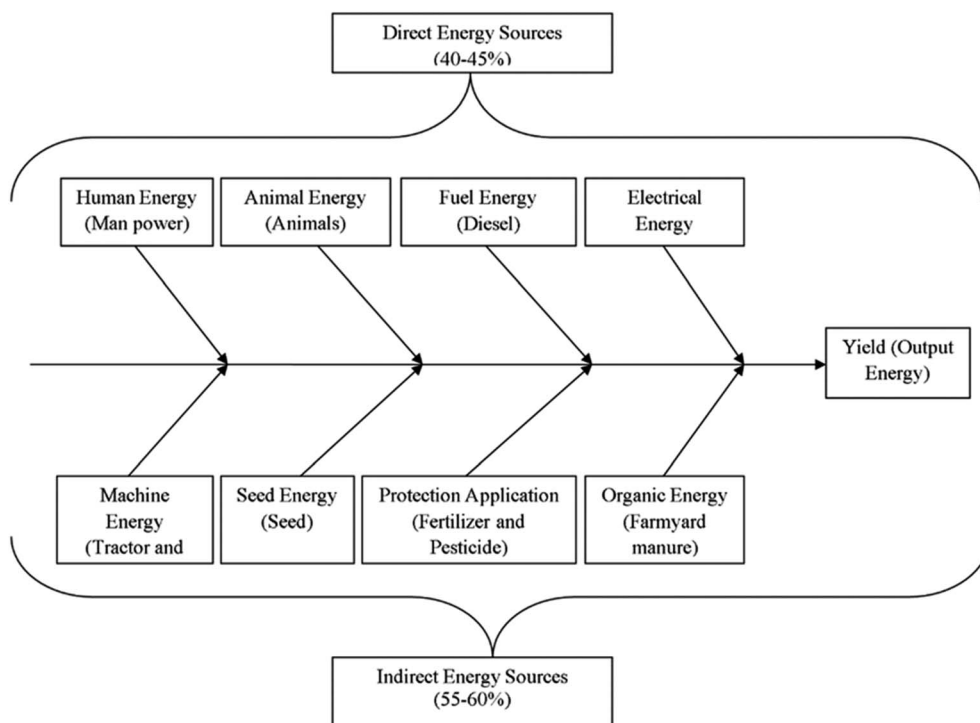 Direct Energy Sources
(40-45%)
Human Energy
(Man power)
Animal Energy
(Animals)
Fuel Energy
(Diesel)
Electrical
Energy
Yield (Output
Energy)
Machine
Energy
(Tractor and
Seed Energy
(Seed)
Protection Application
(Fertilizer and
Pesticide)
Organic Energy
(Farmyard
manure)
Indirect Energy Sources
(55-60%)